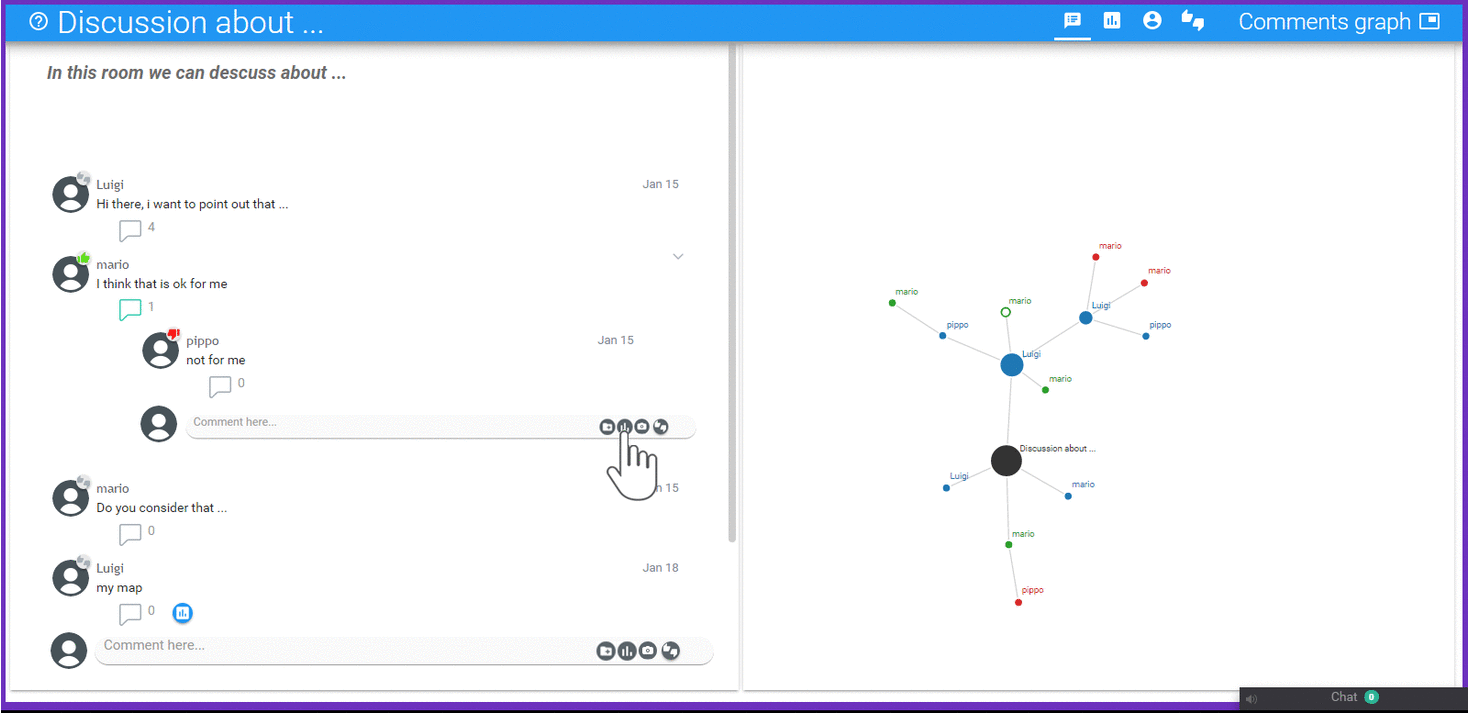 Discussion about ...
Comments graph
In this room we can descuss about ...
Luigi
Jan 15
Hi there, i want to point out that ...
4
mario
I think that is ok for me
1
pippo
Jan 15
not for me
0
Comment here...
mario
15
Do you consider that ...
0
Luigi
Jan 18
my map
0
Comment here...
mario
mario
mario
mario
Luigi
pippo
pippo
Luigi
mario
Discussion about ...
Luigi
mario
mario
pippo
Chat 0